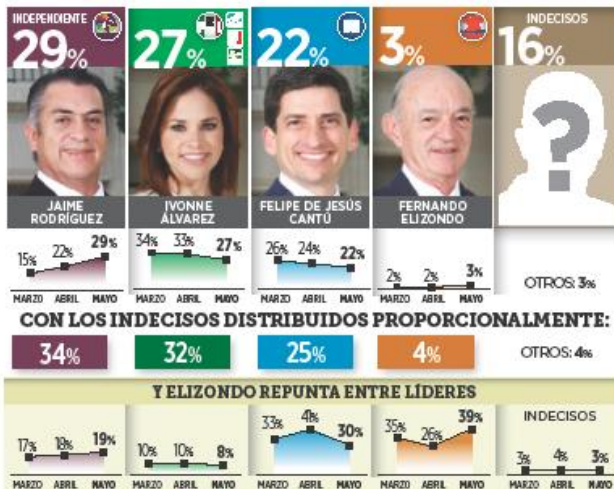 INDEPENDIENTE
29%
27%
22%
3%
INDECISOS
16%
JAIME
RODRÍGUEZ
IVONNE
ÁLVAREZ
FELIPE DE JESÚS
CANTÚ
FERNANDO
ELIZONDO
15% 22% 29%
MARZO ABRIL MAYO
34% 33% 27%
MARZO ABRIL MAYO
26% 24% 22%
MARZO ABRIL MAYO
2% 2% 3%
MARZO ABRIL MAYO
OTROS: 3%
CON LOS INDECISOS DISTRIBUIDOS PROPORCIONALMENTE:
34% 32% 25% 4% OTROS: 4%
Y ELIZONDO REPUNTA ENTRE LÍDERES
17% 18% 19%
MARZO ABRIL MAYO
10% 10% 8%
MARZO ABRIL MAYO
33% 41% 30%
MARZO ABRIL MAYO
35% 26% 39%
MARZO ABRIL MAYO
INDECISOS
3% 4% 3%
MARZO ABRIL MAYO